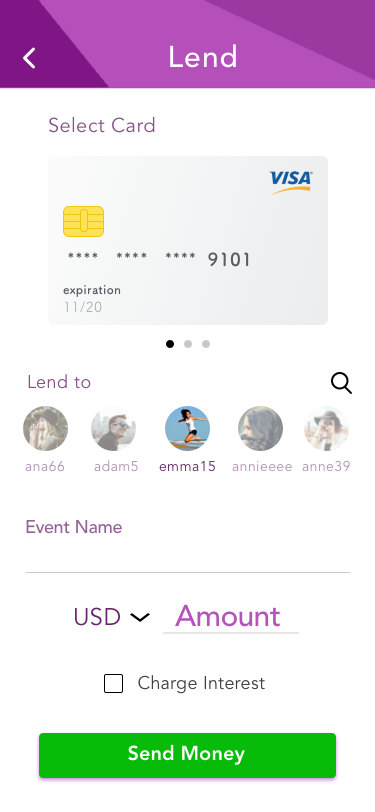 Lend
Select Card
VISA
**** **** **** 9101
expiration
11/20
Lend to
ana66 adam5 emma15 annieeee anne39
Event Name
USD Amount
Charge Interest
Send Money